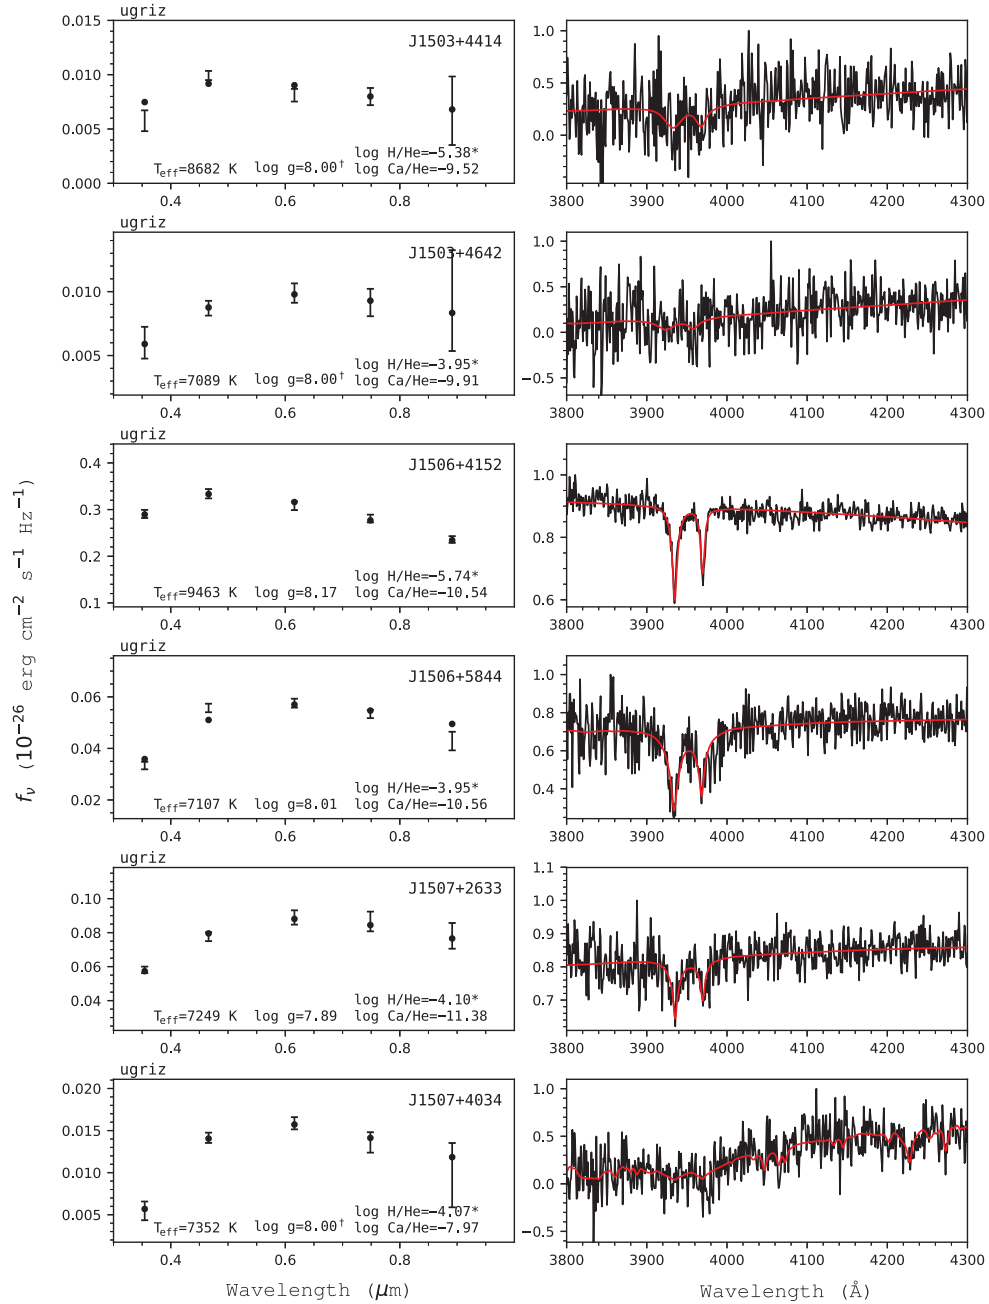 ugriz
J1503+4414
0.015
0.010
0.005
0.000
log H/He=−5.38*
T_eff=8682 K log g=8.00† log Ca/He=−9.52
0.4 0.6 0.8
1.0
0.5
0.0
3800 3900 4000 4100 4200 4300
ugriz
J1503+4642
0.010
0.005
log H/He=−3.95*
T_eff=7089 K log g=8.00† log Ca/He=−9.91
0.4 0.6 0.8
1.0
0.5
0.0
−0.5
3800 3900 4000 4100 4200 4300
ugriz
J1506+4152
0.4
0.3
0.2
0.1
log H/He=−5.74*
T_eff=9463 K log g=8.17 log Ca/He=−10.54
0.4 0.6 0.8
1.0
0.8
0.6
3800 3900 4000 4100 4200 4300
ugriz
J1506+5844
0.06
0.04
0.02
log H/He=−3.95*
T_eff=7107 K log g=8.01 log Ca/He=−10.56
0.4 0.6 0.8
1.0
0.8
0.6
0.4
3800 3900 4000 4100 4200 4300
ugriz
J1507+2633
0.10
0.08
0.06
0.04
log H/He=−4.10*
T_eff=7249 K log g=7.89 log Ca/He=−11.38
0.4 0.6 0.8
1.1
1.0
0.9
0.8
0.7
3800 3900 4000 4100 4200 4300
ugriz
J1507+4034
0.020
0.015
0.010
0.005
log H/He=−4.07*
T_eff=7352 K log g=8.00† log Ca/He=−7.97
0.4 0.6 0.8
1.0
0.5
0.0
−0.5
3800 3900 4000 4100 4200 4300
f_ν (10⁻²⁶ erg cm⁻² s⁻¹ Hz⁻¹)
Wavelength (μm)
Wavelength (Å)